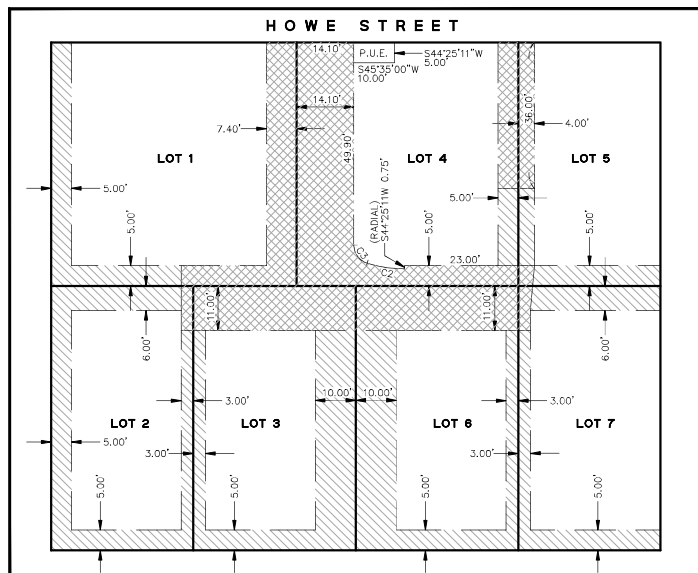 HOWE STREET
14.10'
P.U.E.
S44°25'11"W
5.00'
S45°35'00"W
10.00'
14.10'
7.40'
49.90'
36.00'
4.00'
LOT 1
LOT 4
LOT 5
5.00'
(RADIAL)
S44°25'11W 0.75'
5.00'
5.00'
5.00'
5.00'
C3
C2
23.00'
11.00'
11.00'
6.00'
6.00'
10.00'
10.00'
3.00'
3.00'
LOT 2
LOT 3
LOT 6
LOT 7
5.00'
3.00'
3.00'
5.00'
5.00'
5.00'
5.00'